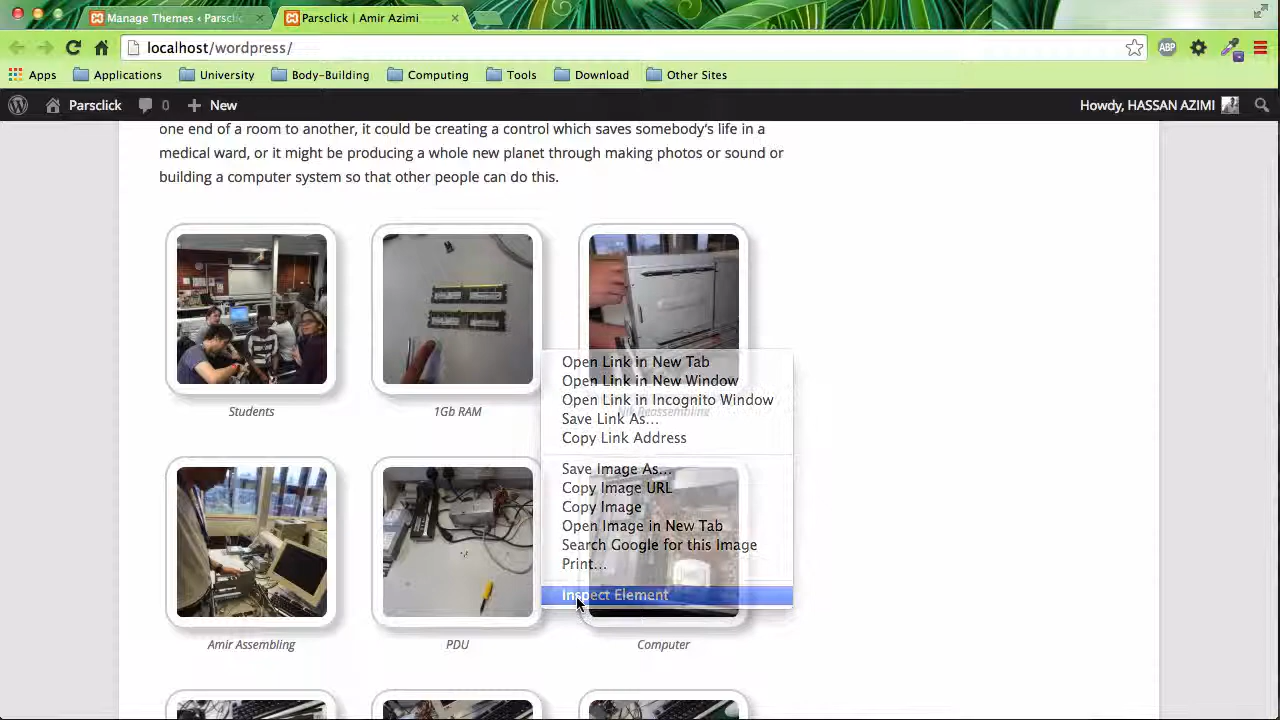 Manage Themes ‹ Parsclic
Parsclick | Amir Azimi
localhost/wordpress/
ABP
Apps Applications University Body-Building Computing Tools Download Other Sites
Parsclick 0 New Howdy, HASSAN AZIMI
one end of a room to another, it could be creating a control which saves somebody's life in a
medical ward, or it might be producing a whole new planet through making photos or sound or
building a computer system so that other people can do this.
Students
1Gb RAM
Reassembling
Open Link in New Tab
Open Link in New Window
Open Link in Incognito Window
Save Link As...
Copy Link Address
Save Image As...
Copy Image URL
Copy Image
Open Image in New Tab
Search Google for this Image
Print...
Inspect Element
Amir Assembling
PDU
Computer